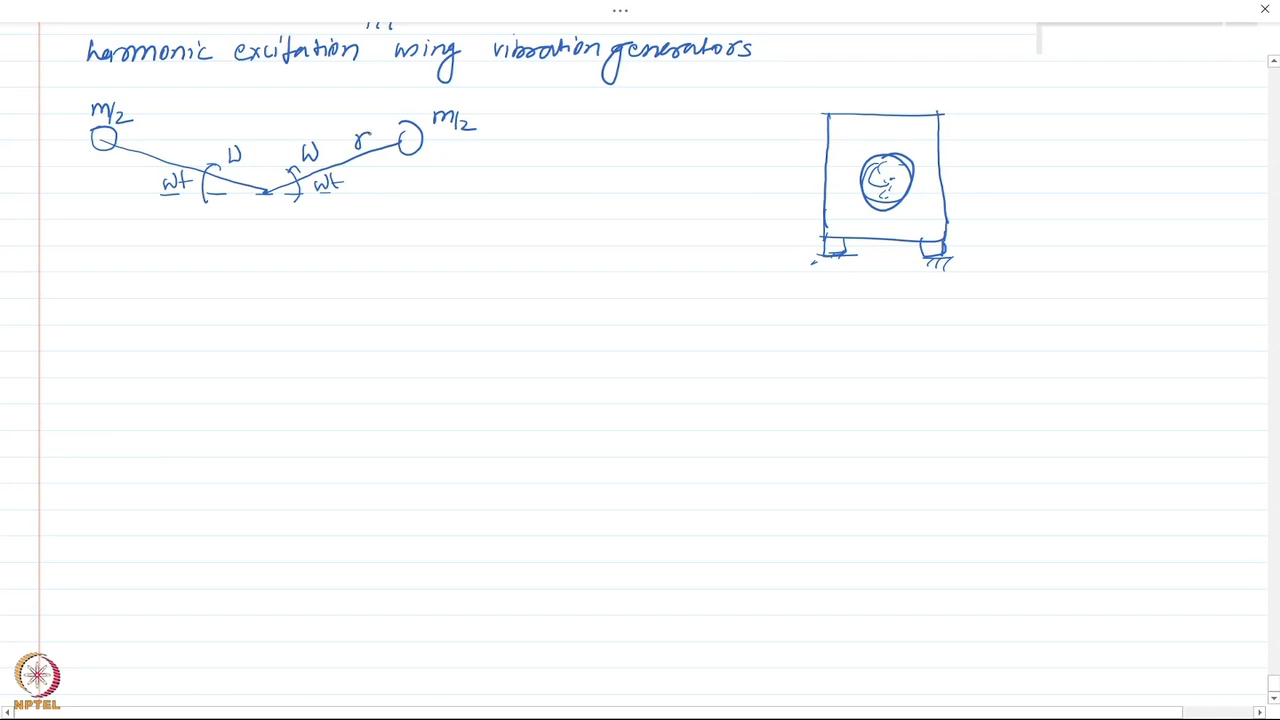 harmonic excitation using vibration generators
m/2
m/2
r
ω
ω
ωt
ωt
NPTEL